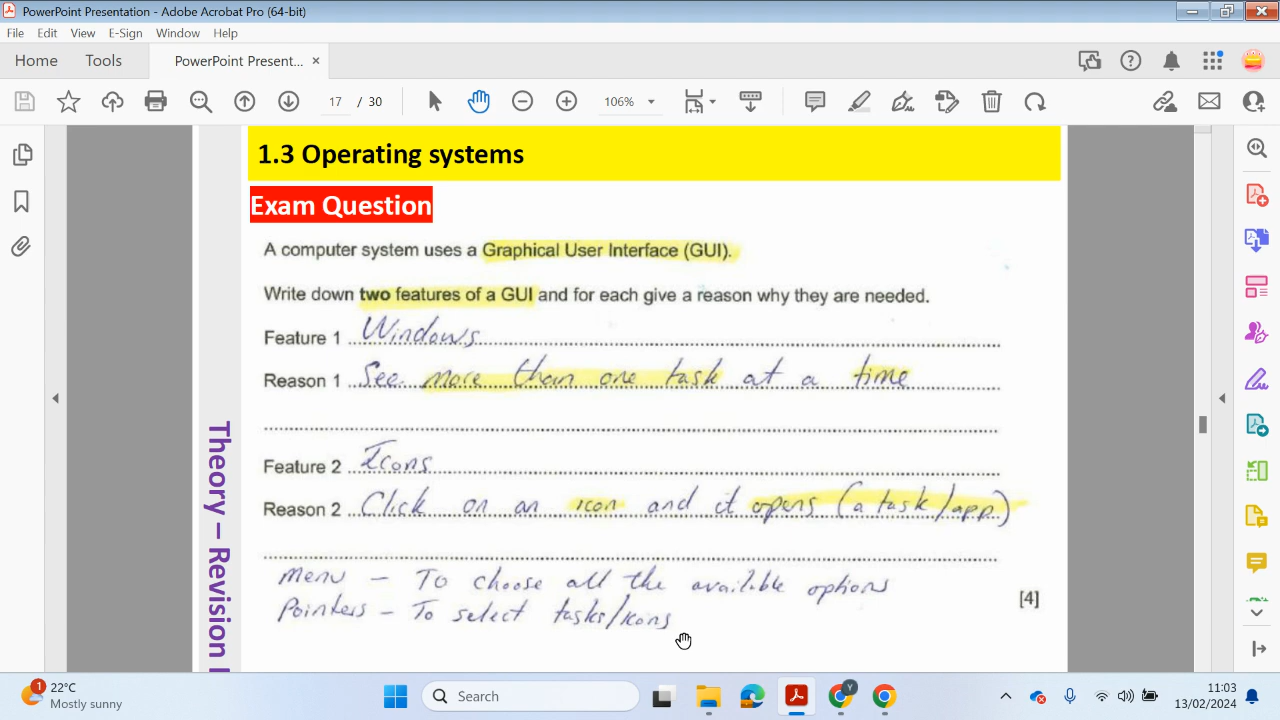 PowerPoint Presentation - Adobe Acrobat Pro (64-bit)
File Edit View E-Sign Window Help
Home Tools PowerPoint Present... ×
17 / 30 106%
1.3 Operating systems
Exam Question
A computer system uses a Graphical User Interface (GUI).
Write down two features of a GUI and for each give a reason why they are needed.
Feature 1 Windows
Reason 1 See more than one task at a time
Feature 2 Icons
Reason 2 Click on an icon and it opens (a task/app)
Menu - To choose all the available options
Pointers - To select tasks/icons
[4]
Theory – Revision
22°C
Mostly sunny
1
Search
Y
11:03
13/02/2024